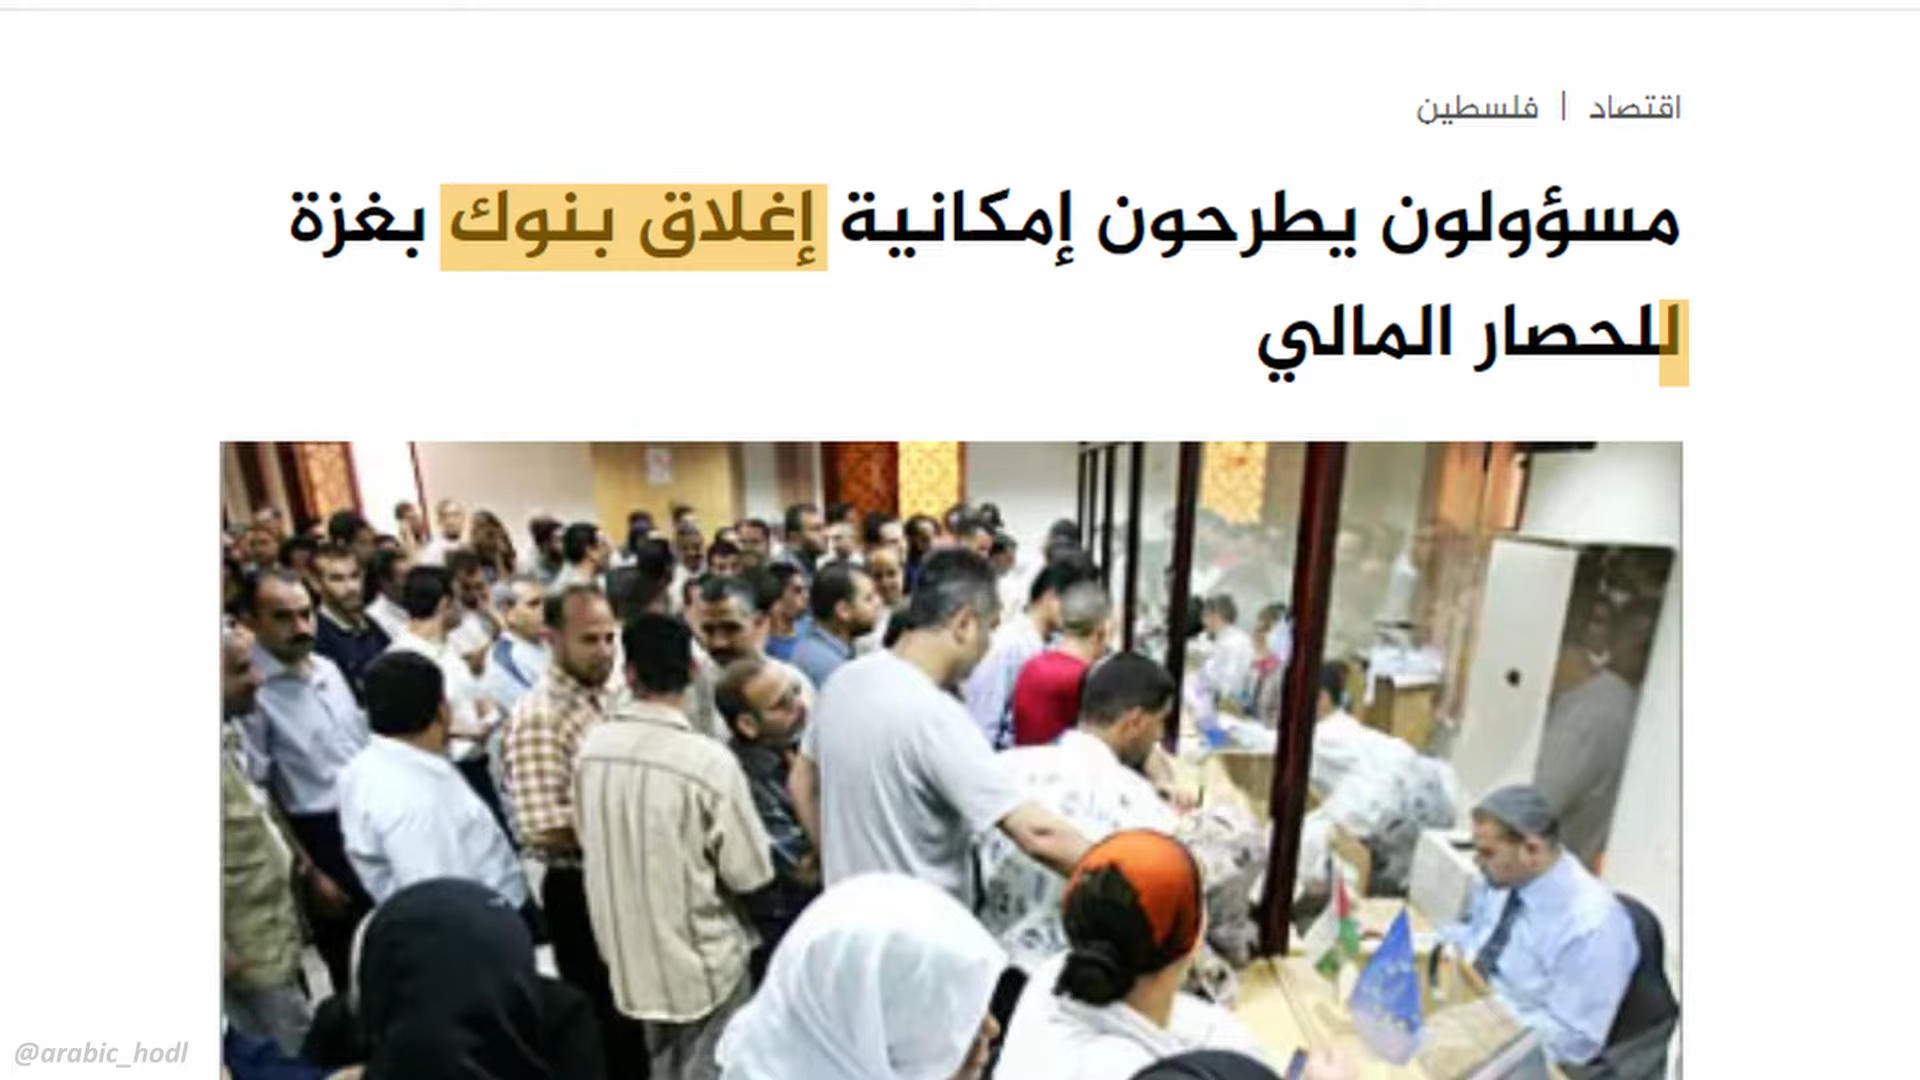 اقتصاد | فلسطين
مسؤولون يطرحون إمكانية إغلاق بنوك بغزة
للحصار المالي
@arabic_hodl